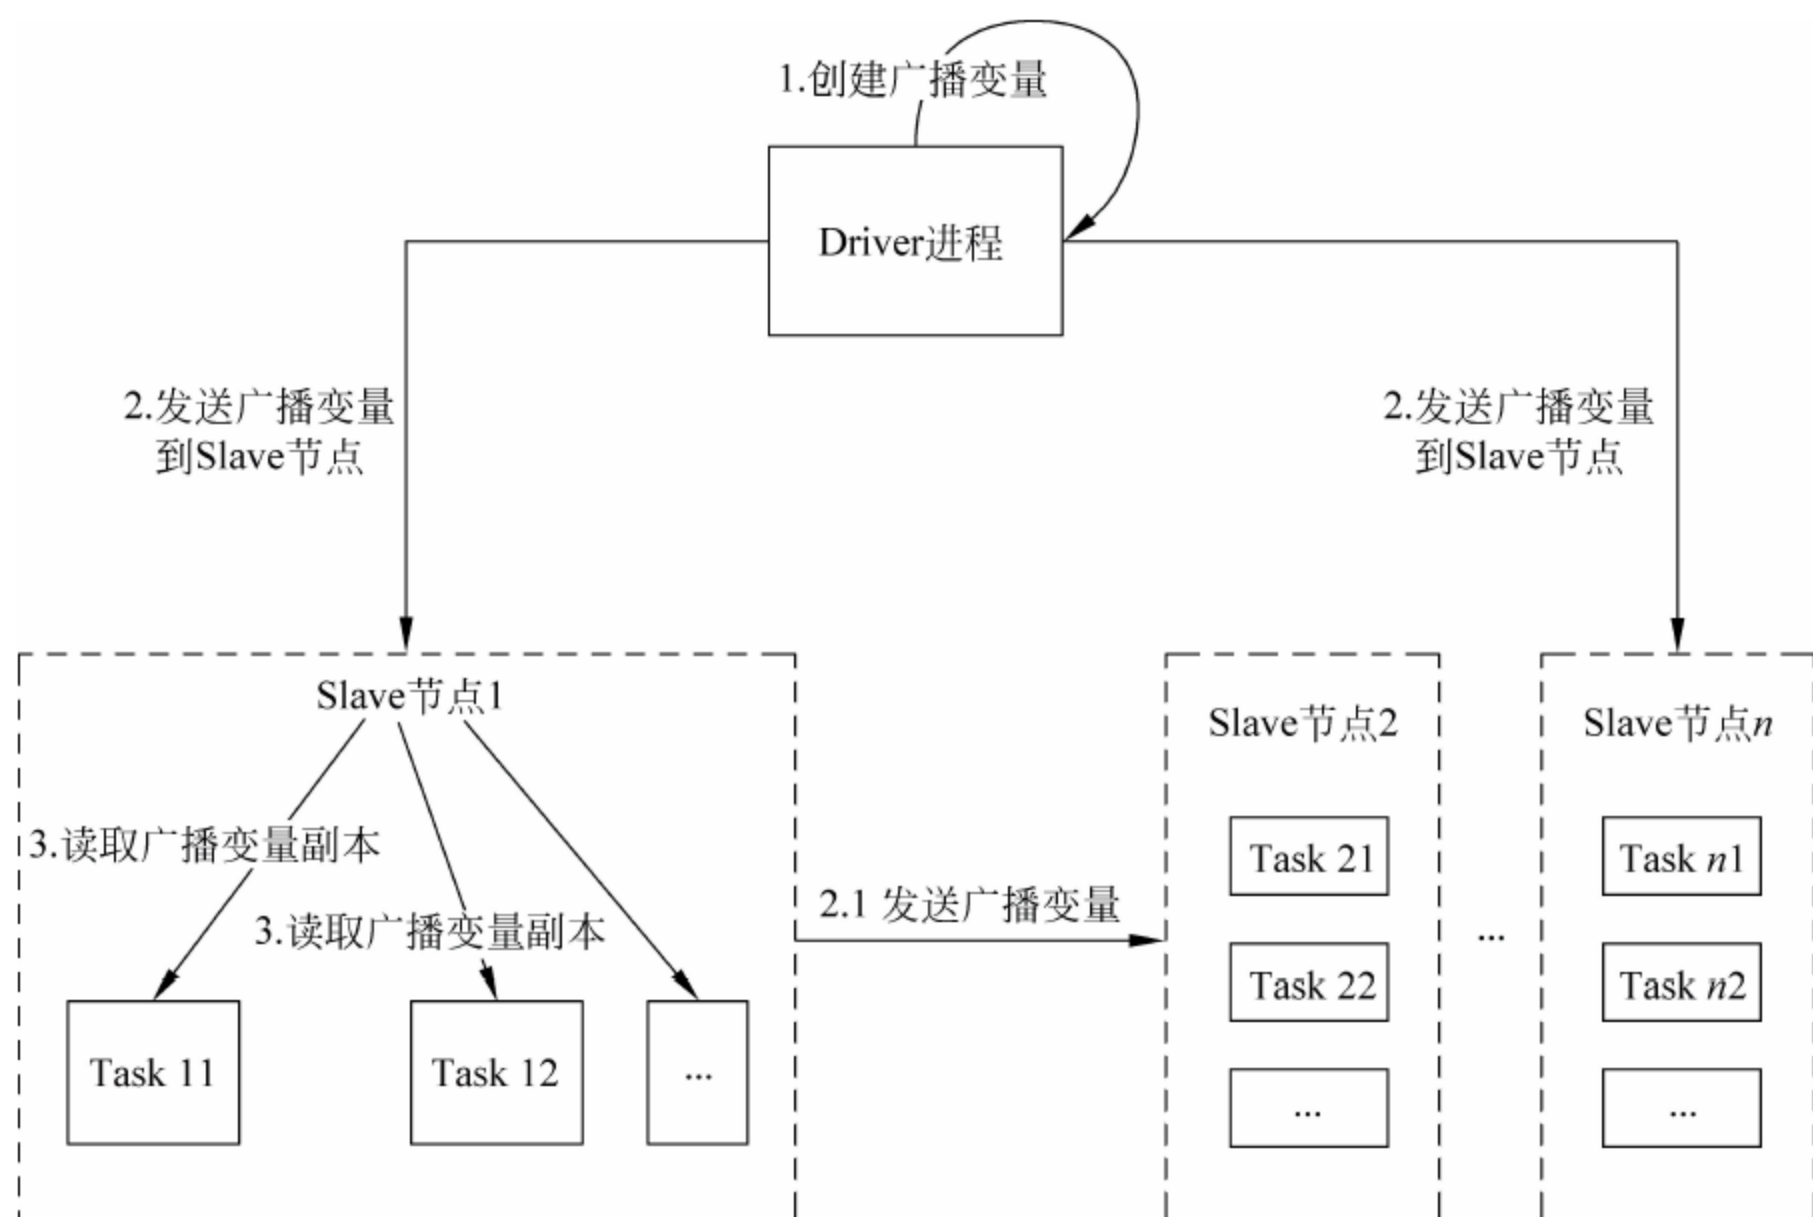 1.创建广播变量
Driver进程
2.发送广播变量
到Slave节点
2.发送广播变量
到Slave节点
Slave节点1
3.读取广播变量副本
3.读取广播变量副本
Task 11
Task 12
...
2.1 发送广播变量
Slave节点2
Task 21
Task 22
...
...
Slave节点n
Task n1
Task n2
...